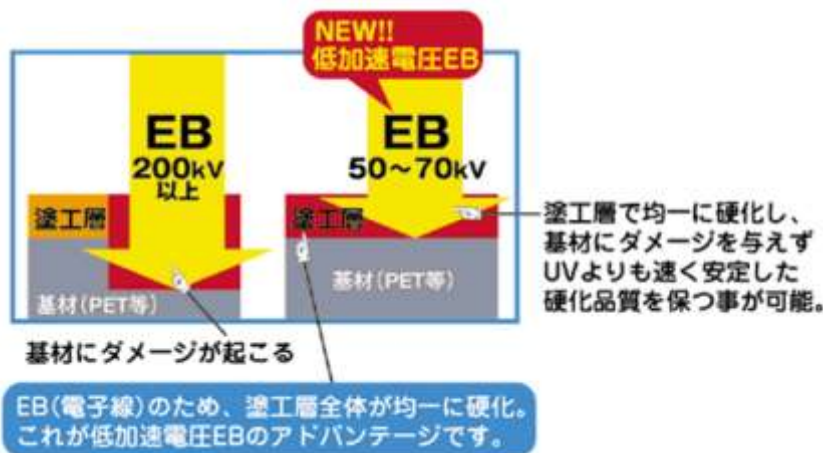 NEW!!
低加速電圧EB
EB
200kV
以上
EB
50～70kV
塗工層
塗工層
基材(PET等)
基材(PET等)
塗工層で均一に硬化し、
基材にダメージを与えず
UVよりも速く安定した
硬化品質を保つ事が可能。
基材にダメージが起こる
EB(電子線)のため、塗工層全体が均一に硬化。
これが低加速電圧EBのアドバンテージです。